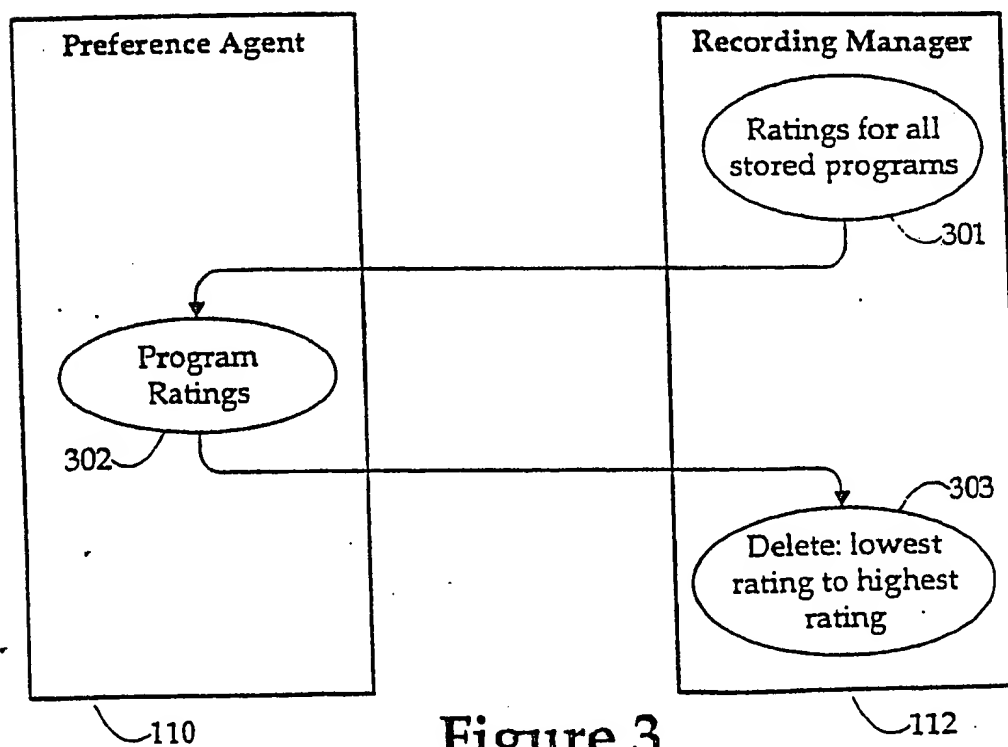 Preference Agent
Recording Manager
Ratings for all
stored programs
301
Program
Ratings
302
303
Delete: lowest
rating to highest
rating
110
112
Figure 3